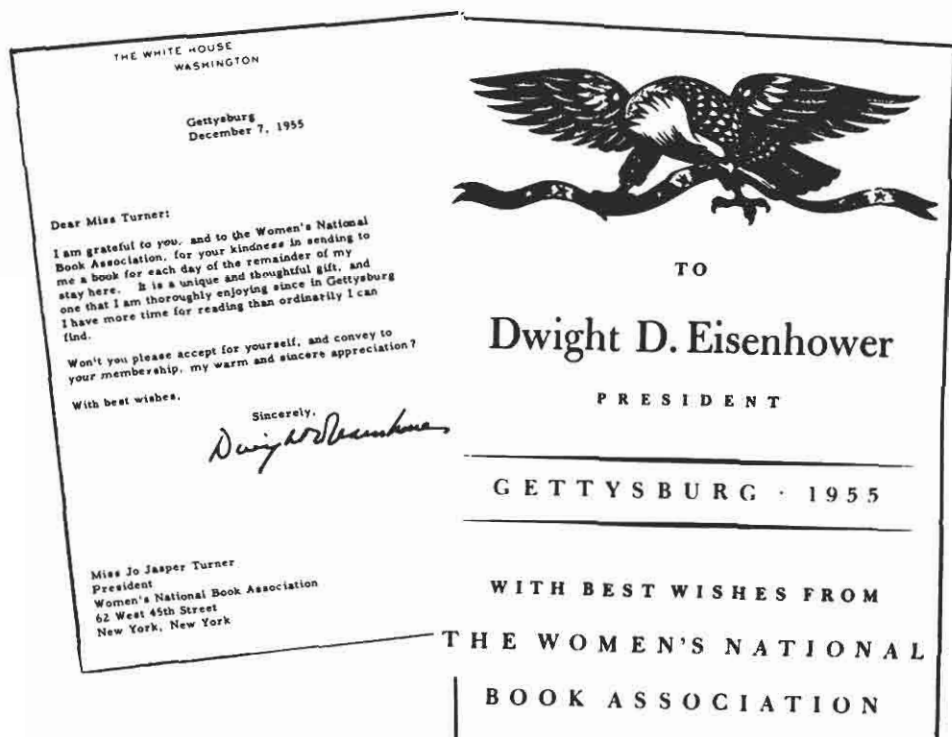 THE WHITE HOUSE
WASHINGTON
Gettysburg
December 7, 1955
Dear Miss Turner:
I am grateful to you, and to the Women's National
Book Association, for your kindness in sending to
me a book for each day of the remainder of my
stay here. It is a unique and thoughtful gift, and
one that I am thoroughly enjoying since in Gettysburg
I have more time for reading than ordinarily I can
find.
Won't you please accept for yourself, and convey to
your membership, my warm and sincere appreciation?
With best wishes,
Sincerely,
Dwight D Eisenhower
Miss Jo Jasper Turner
President
Women's National Book Association
62 West 45th Street
New York, New York
TO
Dwight D. Eisenhower
PRESIDENT
GETTYSBURG · 1955
WITH BEST WISHES FROM
THE WOMEN'S NATIONAL
BOOK ASSOCIATION